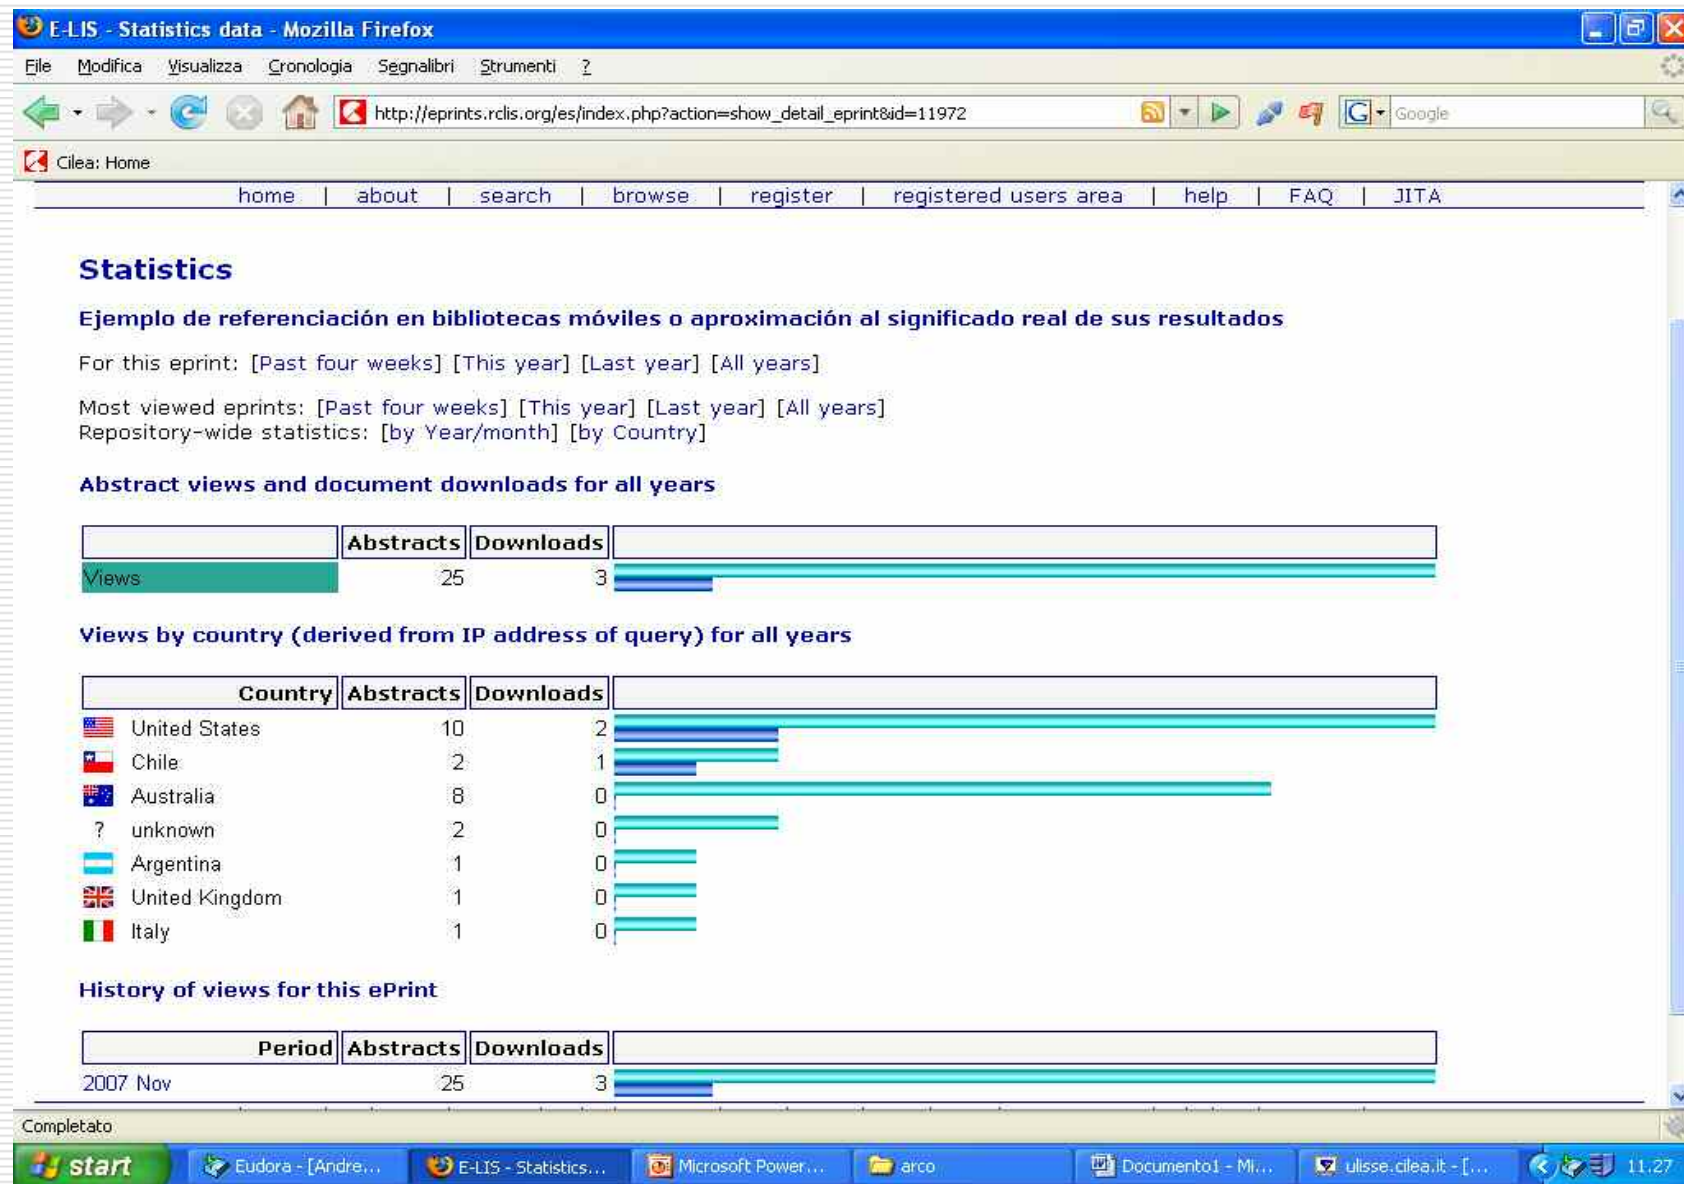 E-LIS - Statistics data - Mozilla Firefox
File Modifica Visualizza Cronologia Segnalibri Strumenti ?
http://eprints.rclis.org/es/index.php?action=show_detail_eprint&id=11972 G Google
Cilea: Home
home | about | search | browse | register | registered users area | help | FAQ | JITA
Statistics
Ejemplo de referenciación en bibliotecas móviles o aproximación al significado real de sus resultados
For this eprint: [Past four weeks] [This year] [Last year] [All years]
Most viewed eprints: [Past four weeks] [This year] [Last year] [All years]
Repository-wide statistics: [by Year/month] [by Country]
Abstract views and document downloads for all years
Abstracts Downloads
Views 25 3
Views by country (derived from IP address of query) for all years
Country Abstracts Downloads
United States 10 2
Chile 2 1
Australia 8 0
? unknown 2 0
Argentina 1 0
United Kingdom 1 0
Italy 1 0
History of views for this ePrint
Period Abstracts Downloads
2007 Nov 25 3
Completato
start Eudora - [Andre... E-LIS - Statistics... Microsoft Power... arco Documento1 - Mi... ulisse.cilea.it - [... 11.27